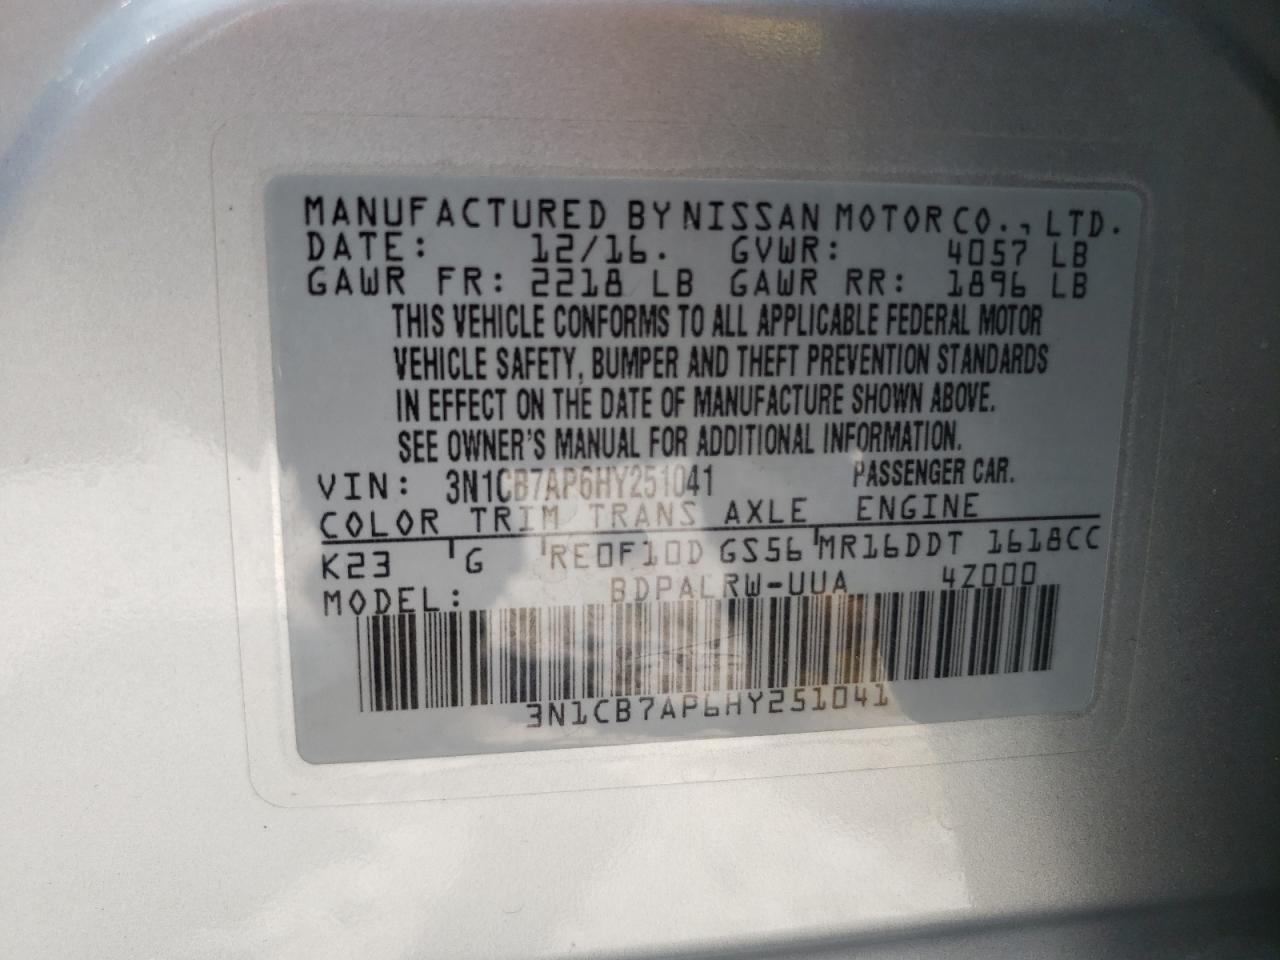 MANUFACTURED BY NISSAN MOTOR CO., LTD.
DATE: 12/16. GVWR: 4057 LB
GAWR FR: 2218 LB GAWR RR: 1896 LB
THIS VEHICLE CONFORMS TO ALL APPLICABLE FEDERAL MOTOR
VEHICLE SAFETY, BUMPER AND THEFT PREVENTION STANDARDS
IN EFFECT ON THE DATE OF MANUFACTURE SHOWN ABOVE.
SEE OWNER'S MANUAL FOR ADDITIONAL INFORMATION.
VIN: 3N1CB7AP6HY251041 PASSENGER CAR.
COLOR TRIM TRANS AXLE ENGINE
K23 G RE0F10D GS56 MR16DDT 1618CC
MODEL: BDPALRW-UUA 4Z000
3N1CB7AP6HY251041